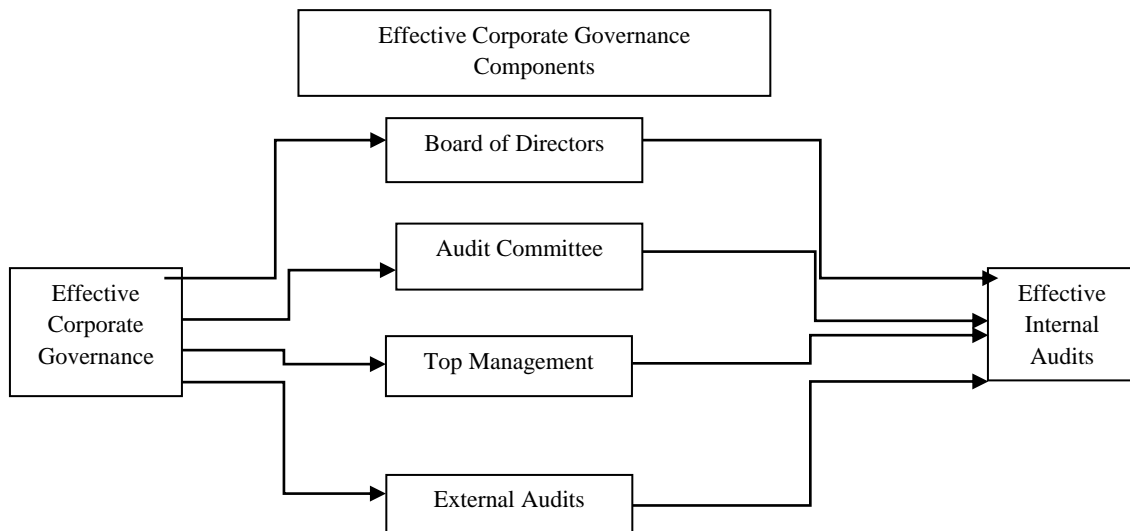 Effective Corporate Governance
Components
Board of Directors
Audit Committee
Effective
Corporate
Governance
Effective
Internal
Audits
Top Management
External Audits